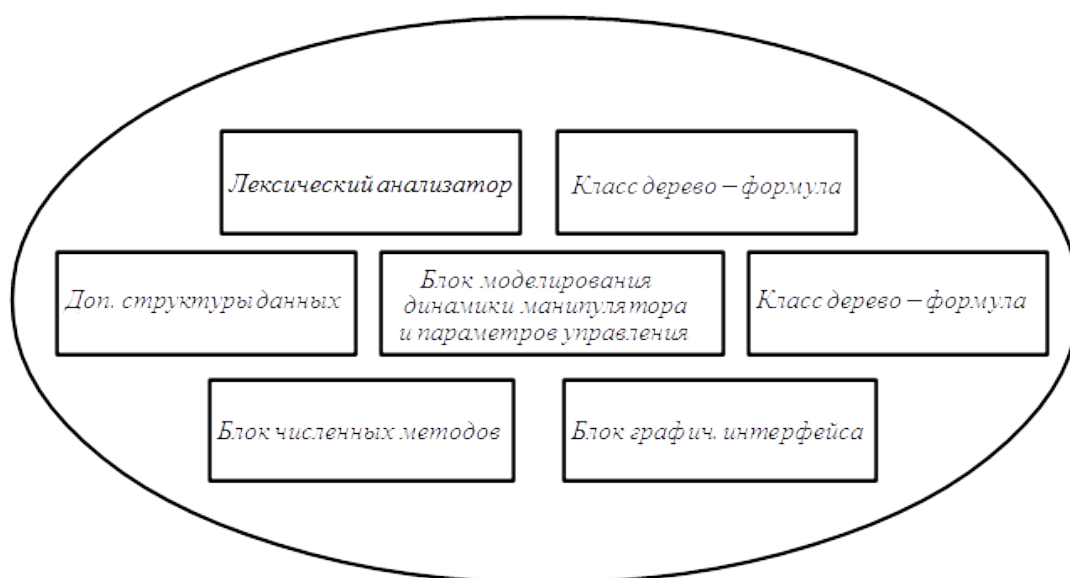 Лексический анализатор
Класс дерево – формула
Доп. структуры данных
Блок моделирования
динамики манипулятора
и параметров управления
Класс дерево – формула
Блок численных методов
Блок графич. интерфейса